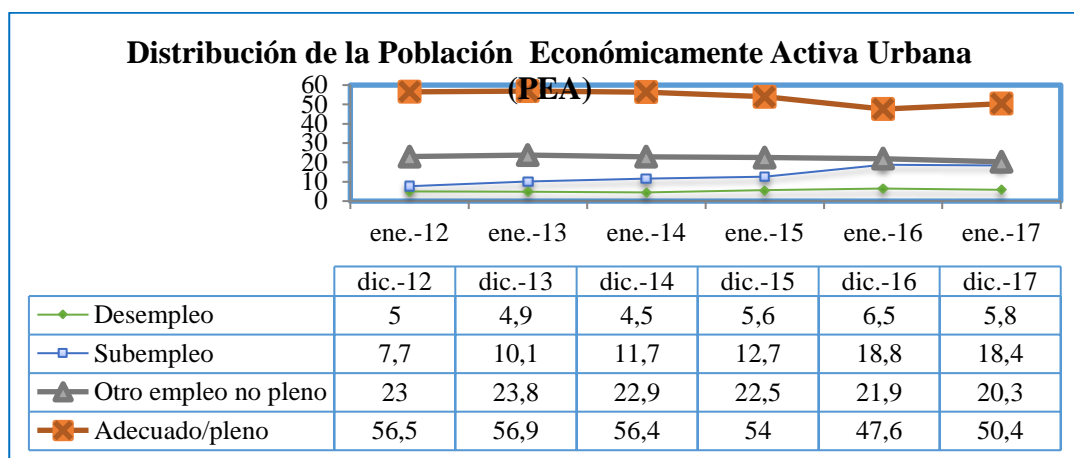 Distribución de la Población Económicamente Activa Urbana
(PEA)
60
50
40
30
20
10
0
ene.-12 ene.-13 ene.-14 ene.-15 ene.-16 ene.-17
dic.-12 dic.-13 dic.-14 dic.-15 dic.-16 dic.-17
Desempleo 5 4,9 4,5 5,6 6,5 5,8
Subempleo 7,7 10,1 11,7 12,7 18,8 18,4
Otro empleo no pleno 23 23,8 22,9 22,5 21,9 20,3
Adecuado/pleno 56,5 56,9 56,4 54 47,6 50,4